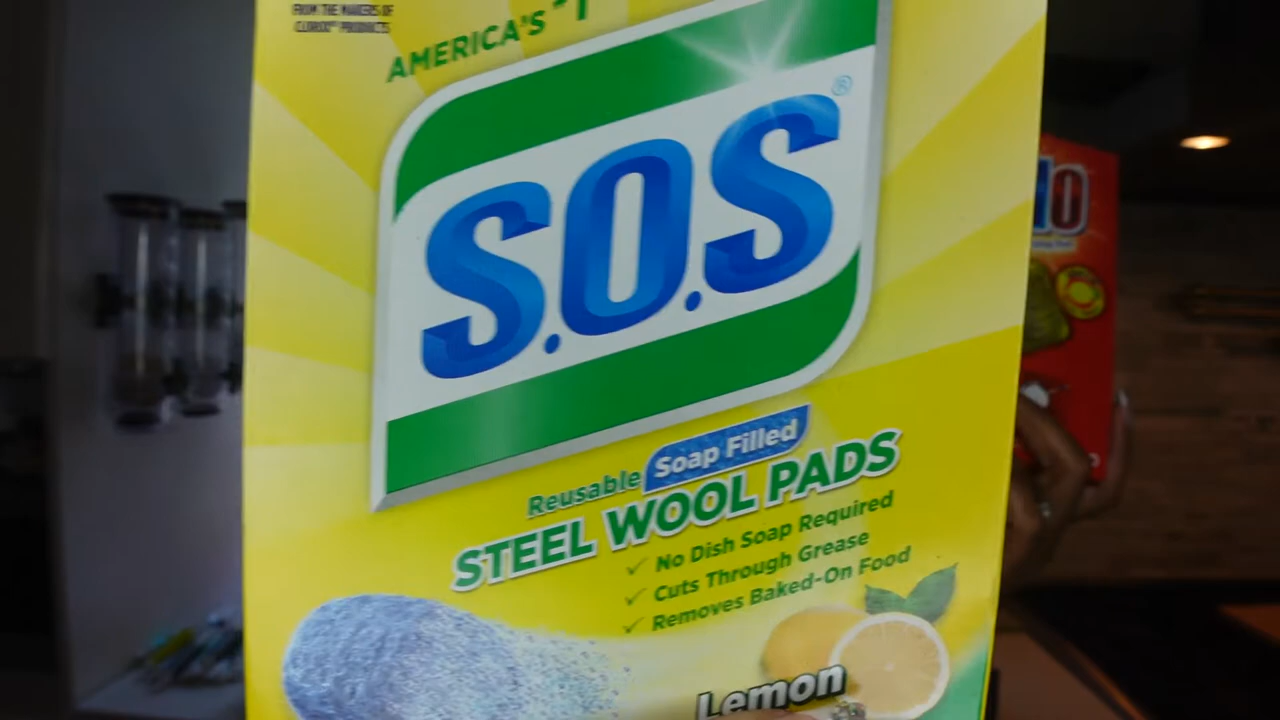 FROM THE MAKERS OF
CLOROX® PRODUCTS
AMERICA'S #1
S.O.S®
Reusable Soap Filled
STEEL WOOL PADS
✓ No Dish Soap Required
✓ Cuts Through Grease
✓ Removes Baked-On Food
Lemon